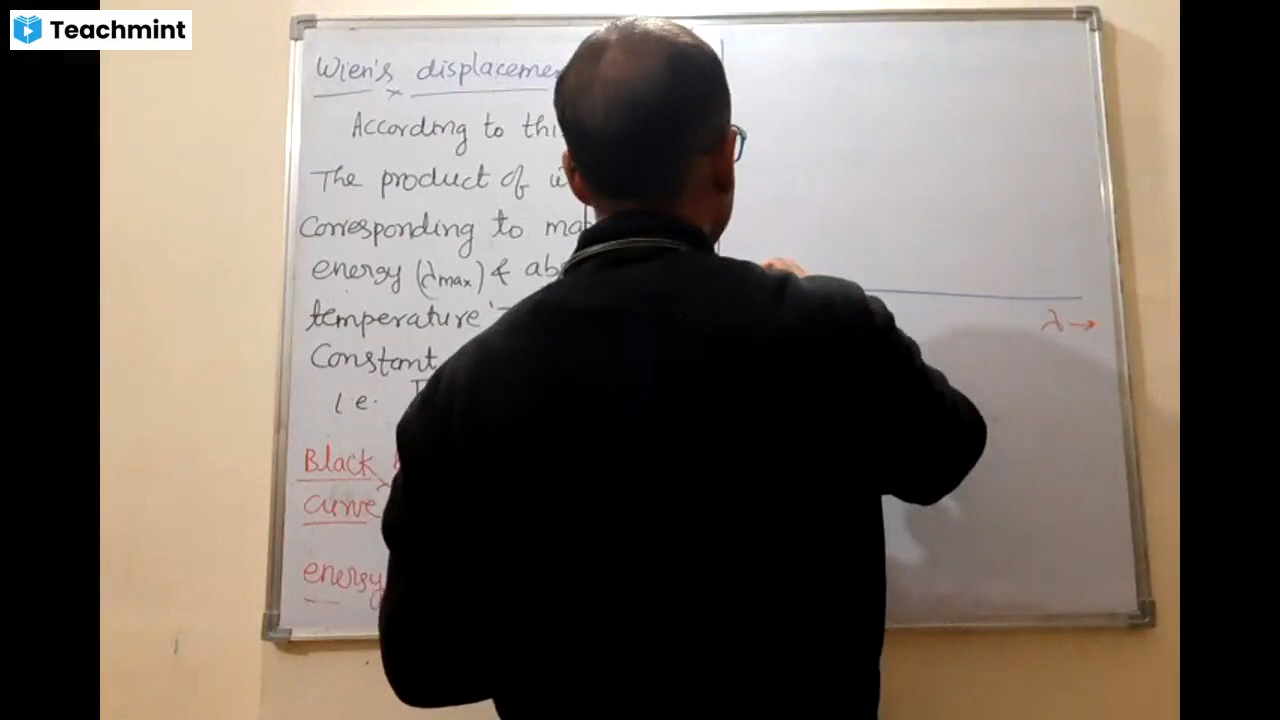 Teachmint
Wien's displacemen
According to thi
The product of w
Corresponding to ma
energy (λmax) & ab
temperature 'T
Constant
i.e.
Black
Curve
energy
λ →